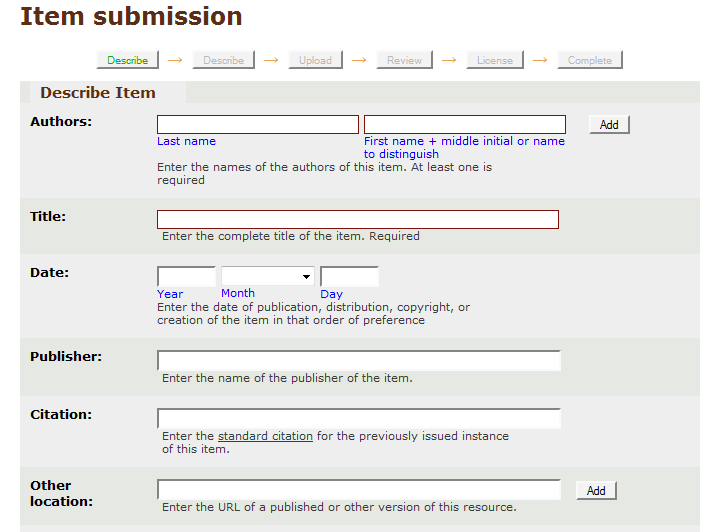 Item submission
Describe → Describe → Upload → Review → License → Complete
Describe Item
Authors:
Add
Last name
First name + middle initial or name
to distinguish
Enter the names of the authors of this item. At least one is
required
Title:
Enter the complete title of the item. Required
Date:
Year Month Day
Enter the date of publication, distribution, copyright, or
creation of the item in that order of preference
Publisher:
Enter the name of the publisher of the item.
Citation:
Enter the standard citation for the previously issued instance
of this item.
Other
location:
Add
Enter the URL of a published or other version of this resource.